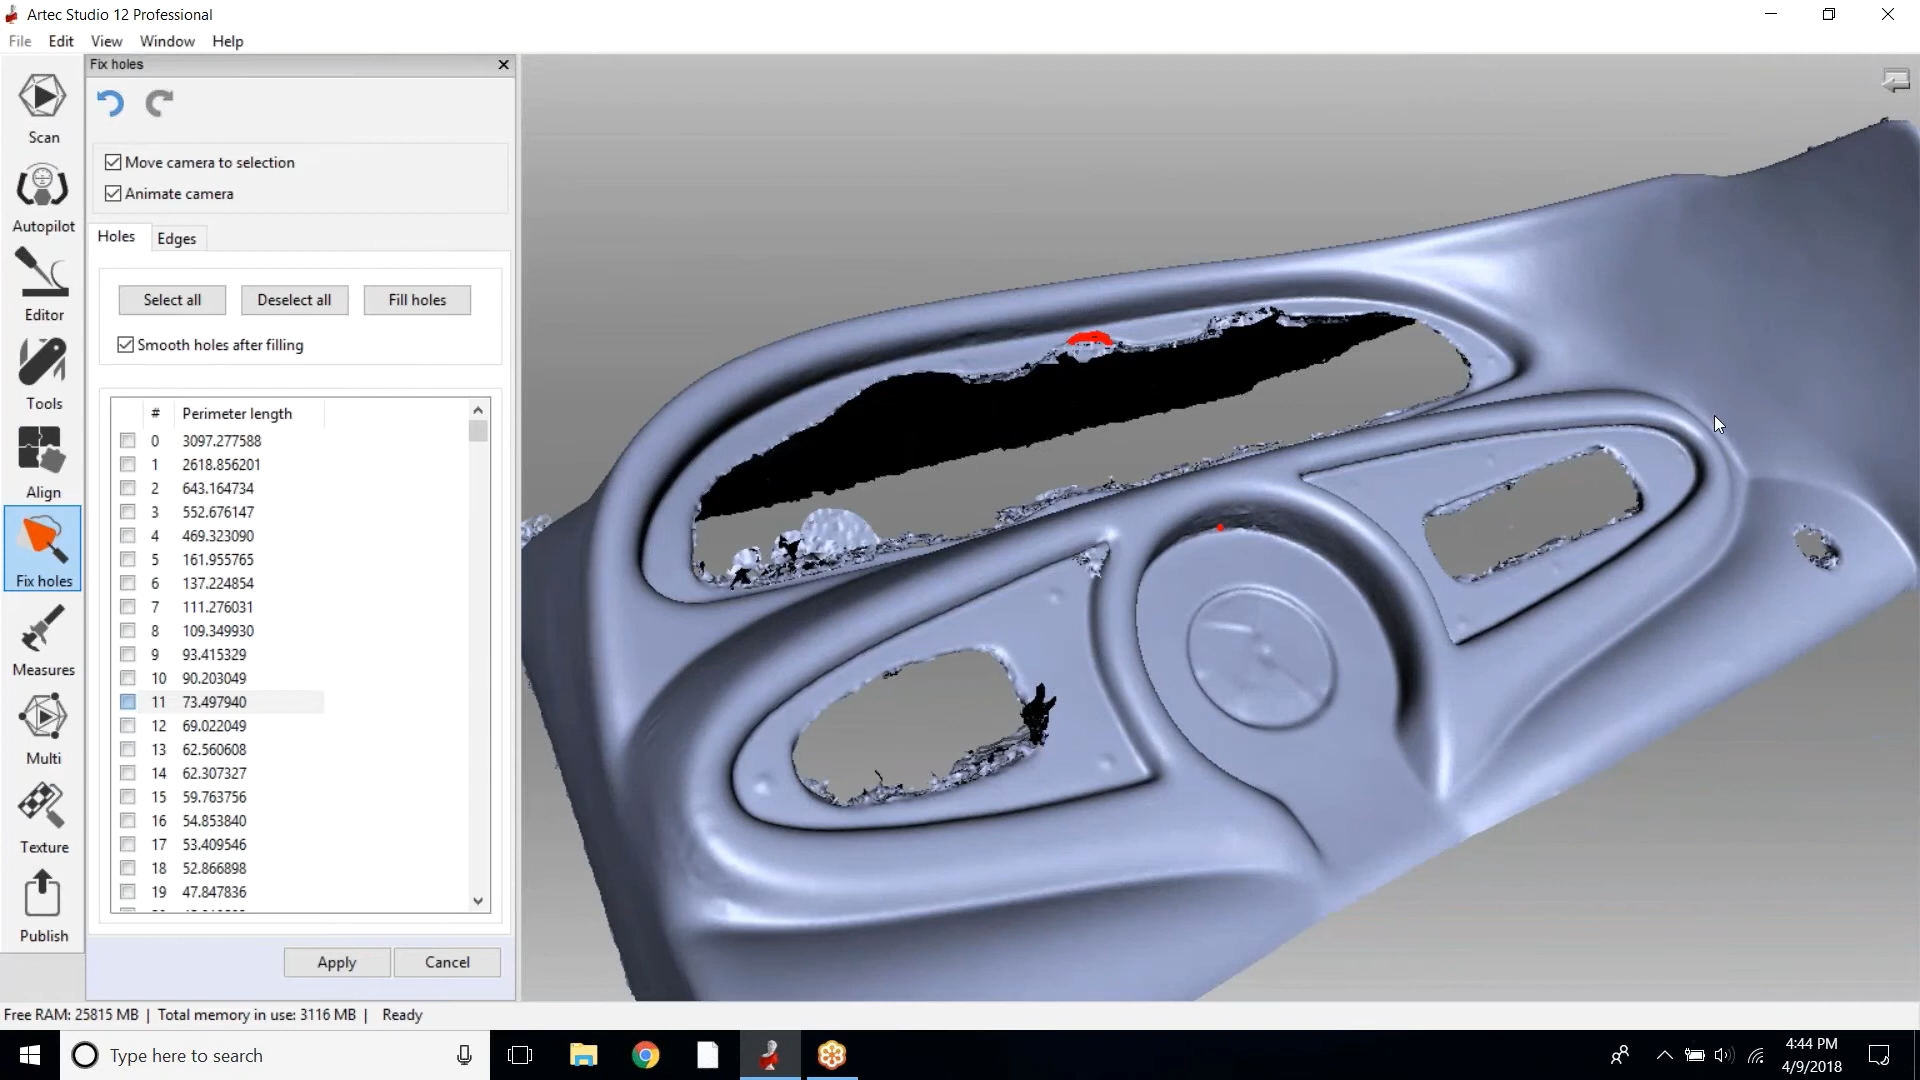 Artec Studio 12 Professional
File Edit View Window Help
Fix holes
Scan
Move camera to selection
Animate camera
Autopilot
Holes Edges
Editor
Select all Deselect all Fill holes
Smooth holes after filling
Tools
# Perimeter length
0 3097.277588
1 2618.856201
2 643.164734
Align
3 552.676147
4 469.323090
5 161.955765
Fix holes
6 137.224854
7 111.276031
8 109.349930
9 93.415329
Measures
10 90.203049
11 73.497940
12 69.022049
13 62.560608
Multi
14 62.307327
15 59.763756
16 54.853840
17 53.409546
Texture
18 52.866898
19 47.847836
Publish
Apply Cancel
Free RAM: 25815 MB | Total memory in use: 3116 MB | Ready
Type here to search
4:44 PM
4/9/2018